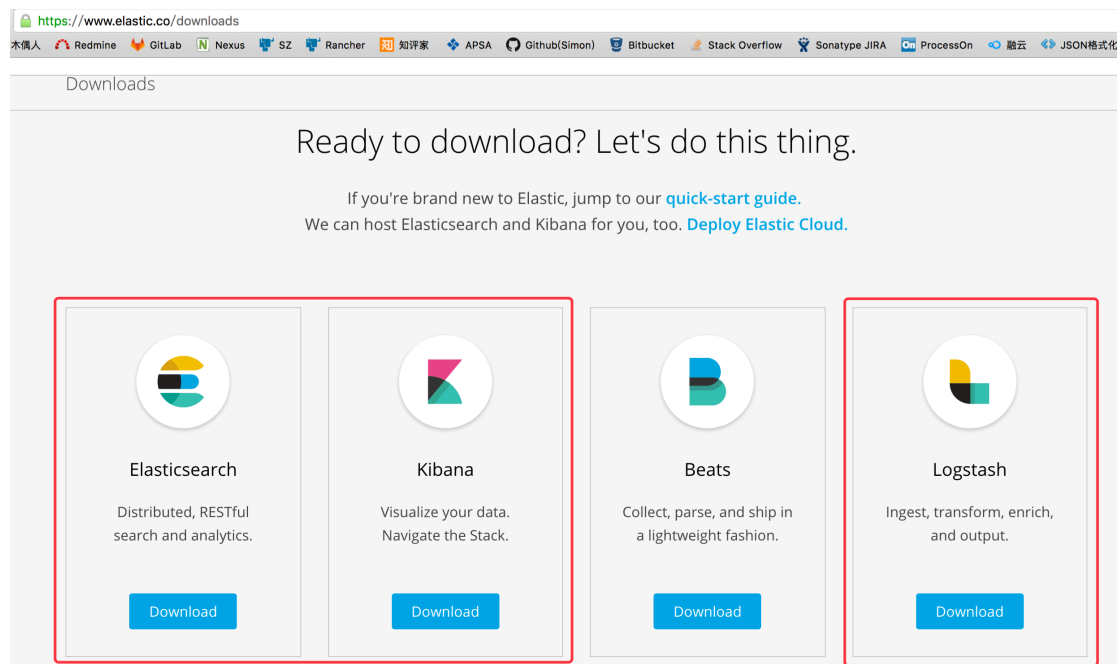 https://www.elastic.co/downloads
木偶人 Redmine GitLab Nexus SZ Rancher 知 知评家 APSA Github(Simon) Bitbucket Stack Overflow Sonatype JIRA On ProcessOn 融云 JSON格式化
Downloads
Ready to download? Let's do this thing.
If you're brand new to Elastic, jump to our quick-start guide.
We can host Elasticsearch and Kibana for you, too. Deploy Elastic Cloud.
Elasticsearch
Distributed, RESTful
search and analytics.
Download
Kibana
Visualize your data.
Navigate the Stack.
Download
Beats
Collect, parse, and ship in
a lightweight fashion.
Download
Logstash
Ingest, transform, enrich,
and output.
Download